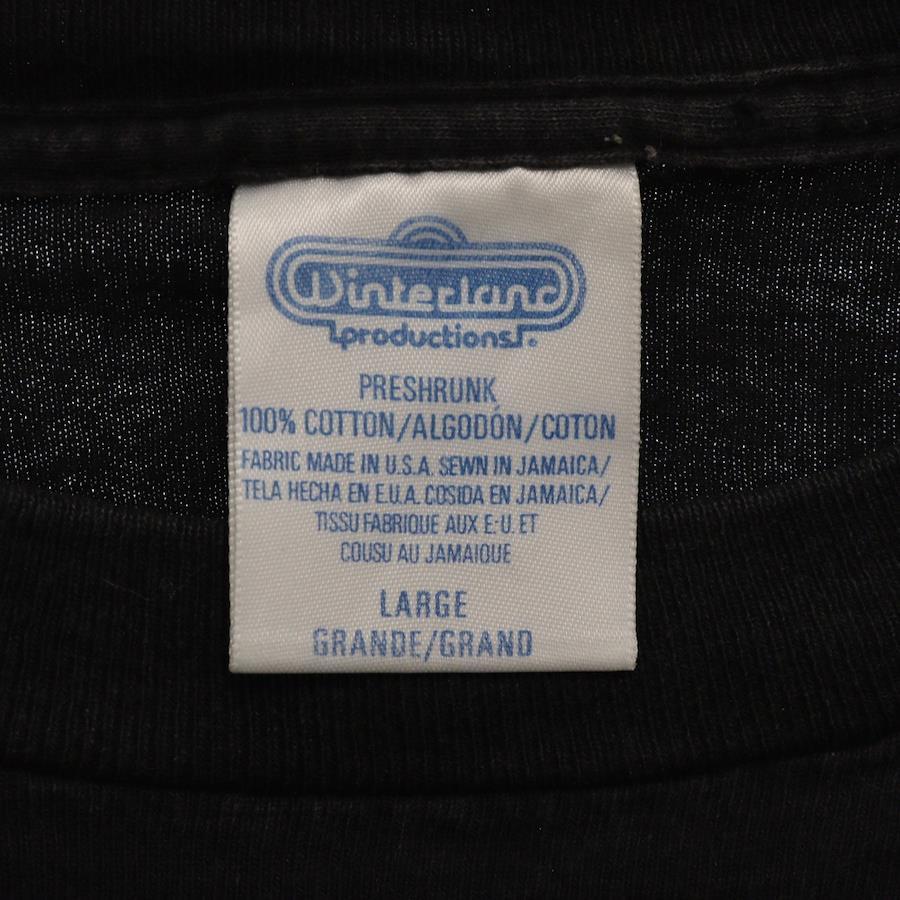 Winterland
productions.
PRESHRUNK
100% COTTON/ALGODÓN/COTON
FABRIC MADE IN U.S.A. SEWN IN JAMAICA/
TELA HECHA EN E.U.A. COSIDA EN JAMAICA/
TISSU FABRIQUE AUX E-U. ET
COUSU AU JAMAIQUE
LARGE
GRANDE/GRAND